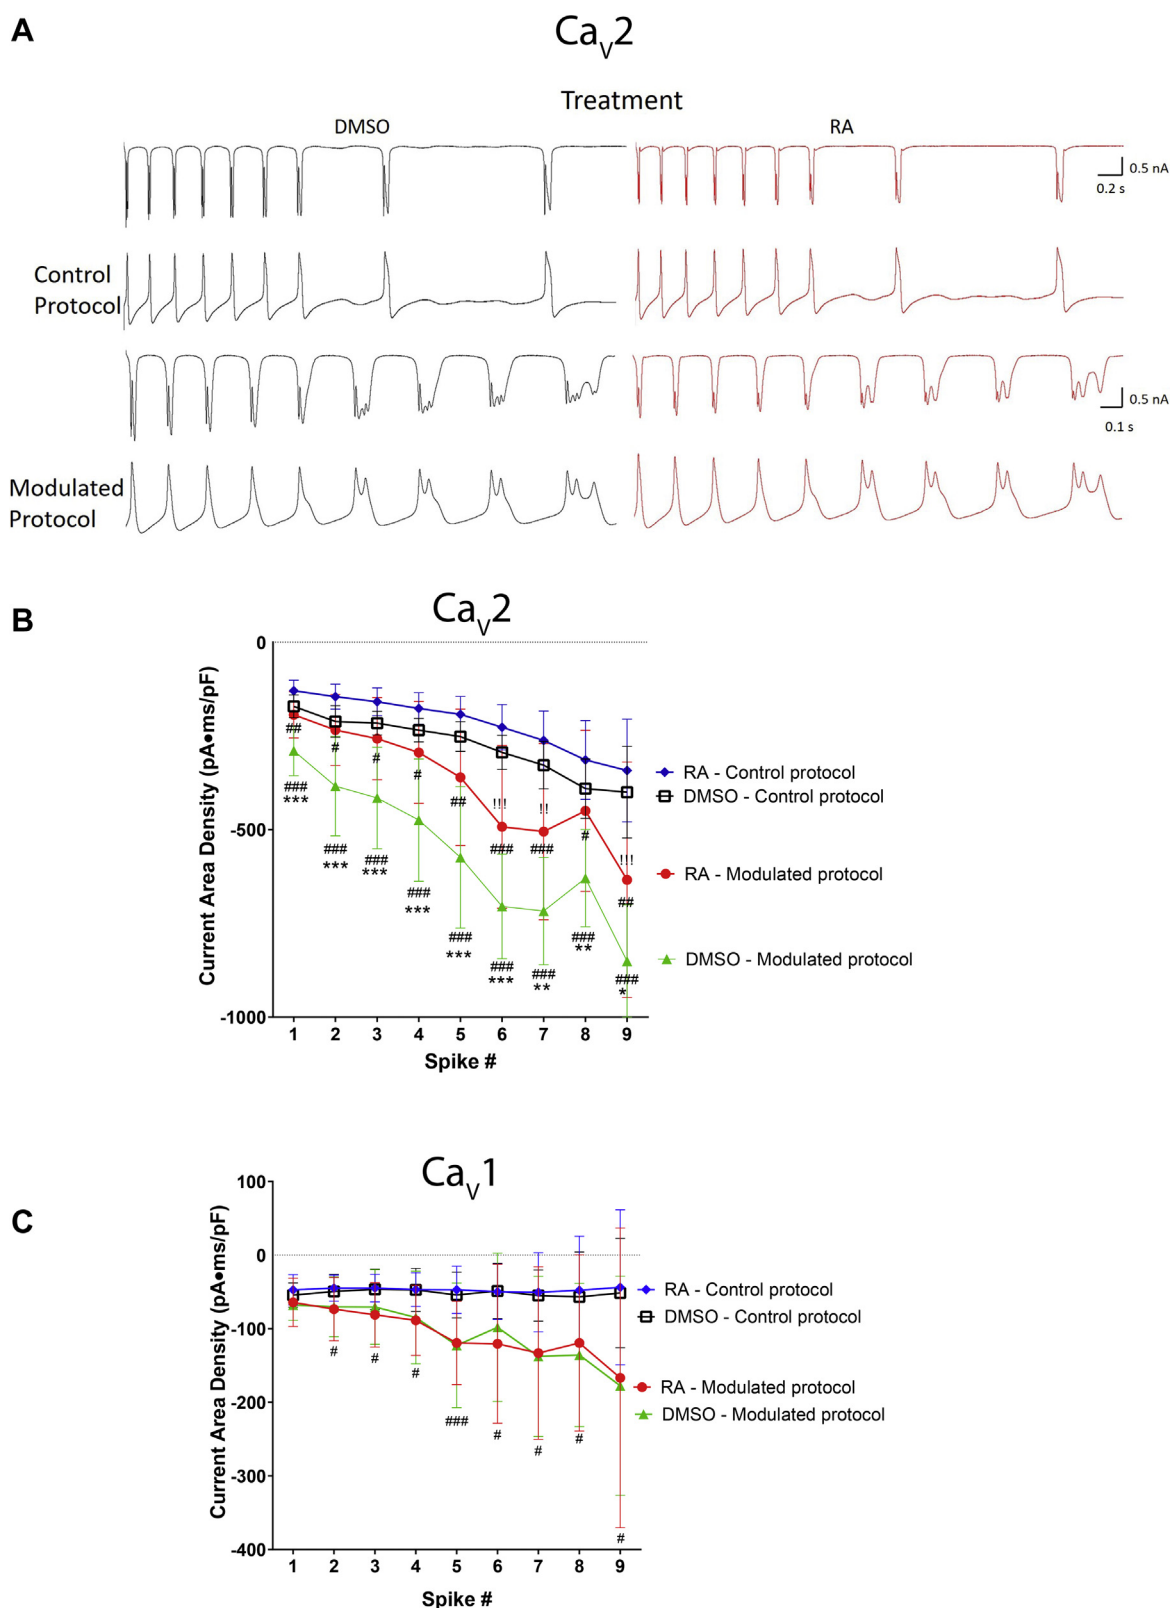 A
CaV2
Treatment
DMSO
RA
0.5 nA
0.2 s
Control
Protocol
0.5 nA
0.1 s
Modulated
Protocol
B
CaV2
Current Area Density (pA•ms/pF)
0
-500
-1000
## # # # ## !!! !! # !!!
### ### ##
### ***
### *** ### *** ### *** ### *** ### *** ### ** ### ** ### *
RA - Control protocol
DMSO - Control protocol
RA - Modulated protocol
DMSO - Modulated protocol
1 2 3 4 5 6 7 8 9
Spike #
C
CaV1
Current Area Density (pA•ms/pF)
100
0
-100
-200
-300
-400
# # # ### # # # #
RA - Control protocol
DMSO - Control protocol
RA - Modulated protocol
DMSO - Modulated protocol
1 2 3 4 5 6 7 8 9
Spike #